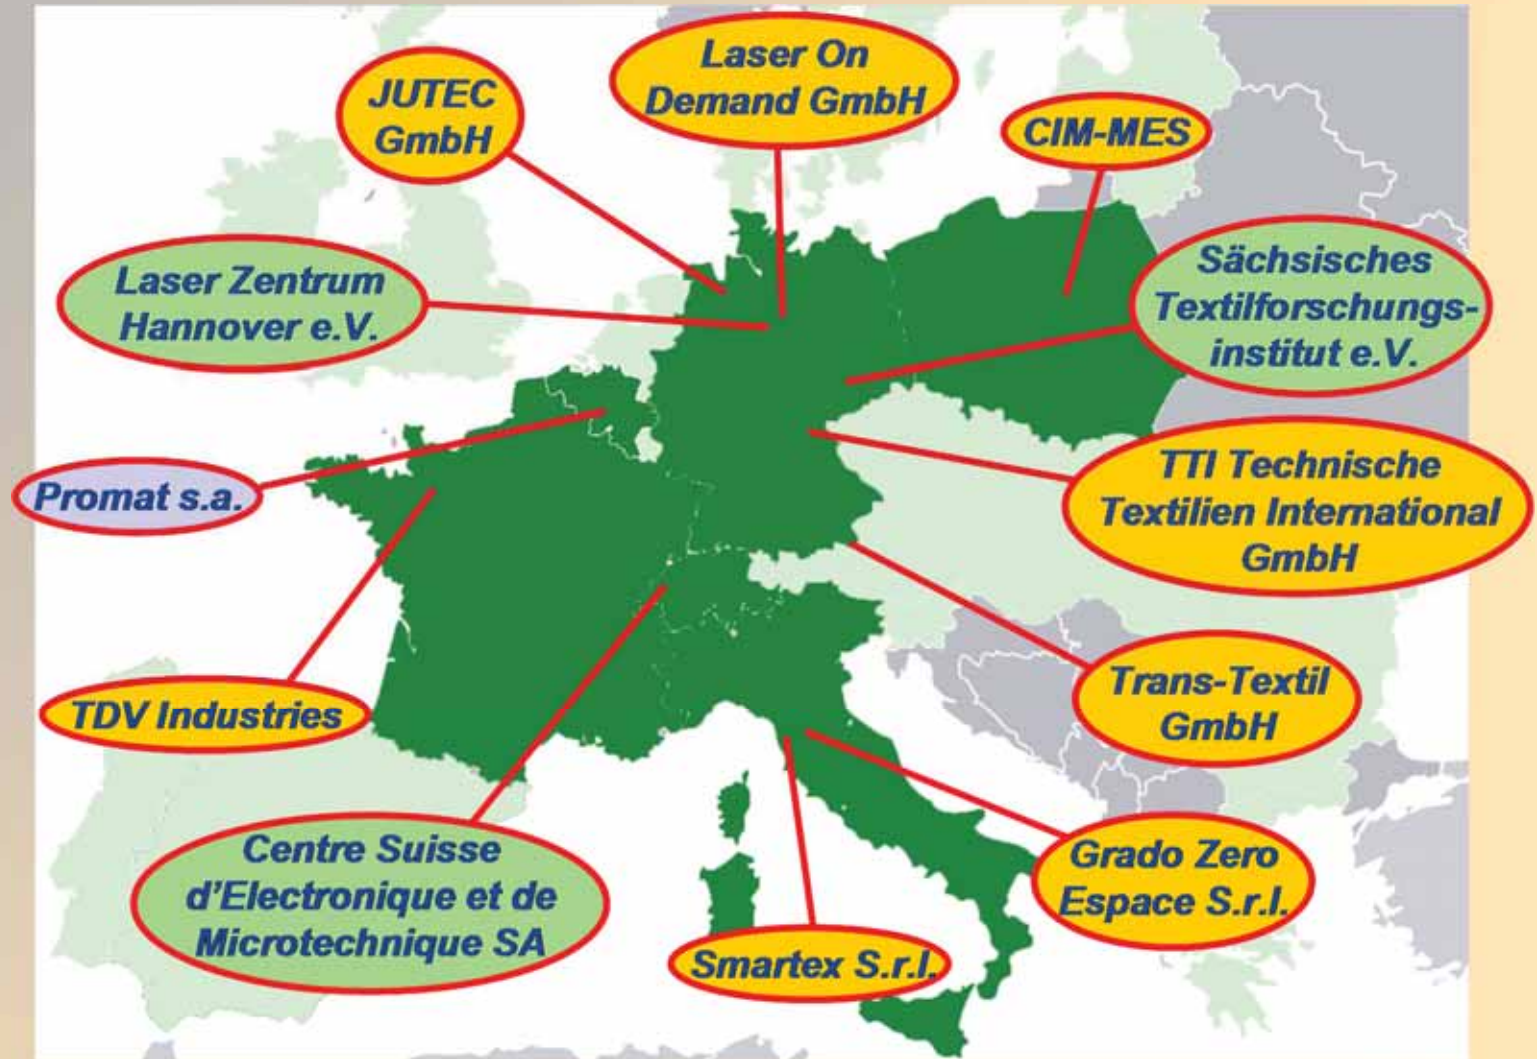 Laser On
Demand GmbH
JUTEC
GmbH
CIM-MES
Laser Zentrum
Hannover e.V.
Sächsisches
Textilforschungs-
institut e.V.
Promat s.a.
TTI Technische
Textilien International
GmbH
TDV Industries
Trans-Textil
GmbH
Centre Suisse
d'Electronique et de
Microtechnique SA
Grado Zero
Espace S.r.l.
Smartex S.r.l.